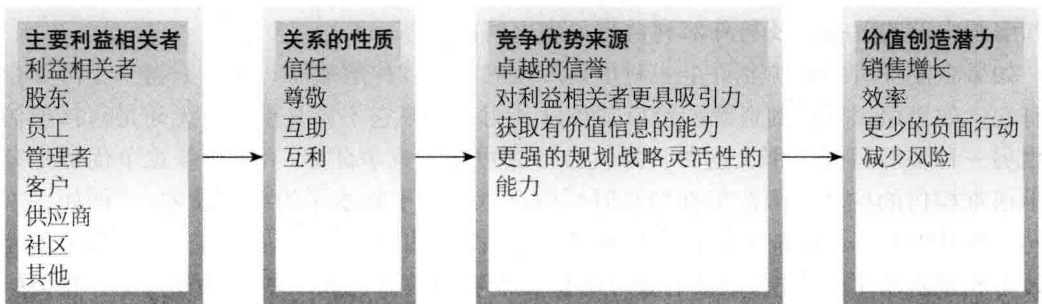 主要利益相关者
利益相关者
股东
员工
管理者
客户
供应商
社区
其他
关系的性质
信任
尊敬
互助
互利
竞争优势来源
卓越的信誉
对利益相关者更具吸引力
获取有价值信息的能力
更强的规划战略灵活性的
能力
价值创造潜力
销售增长
效率
更少的负面行动
减少风险